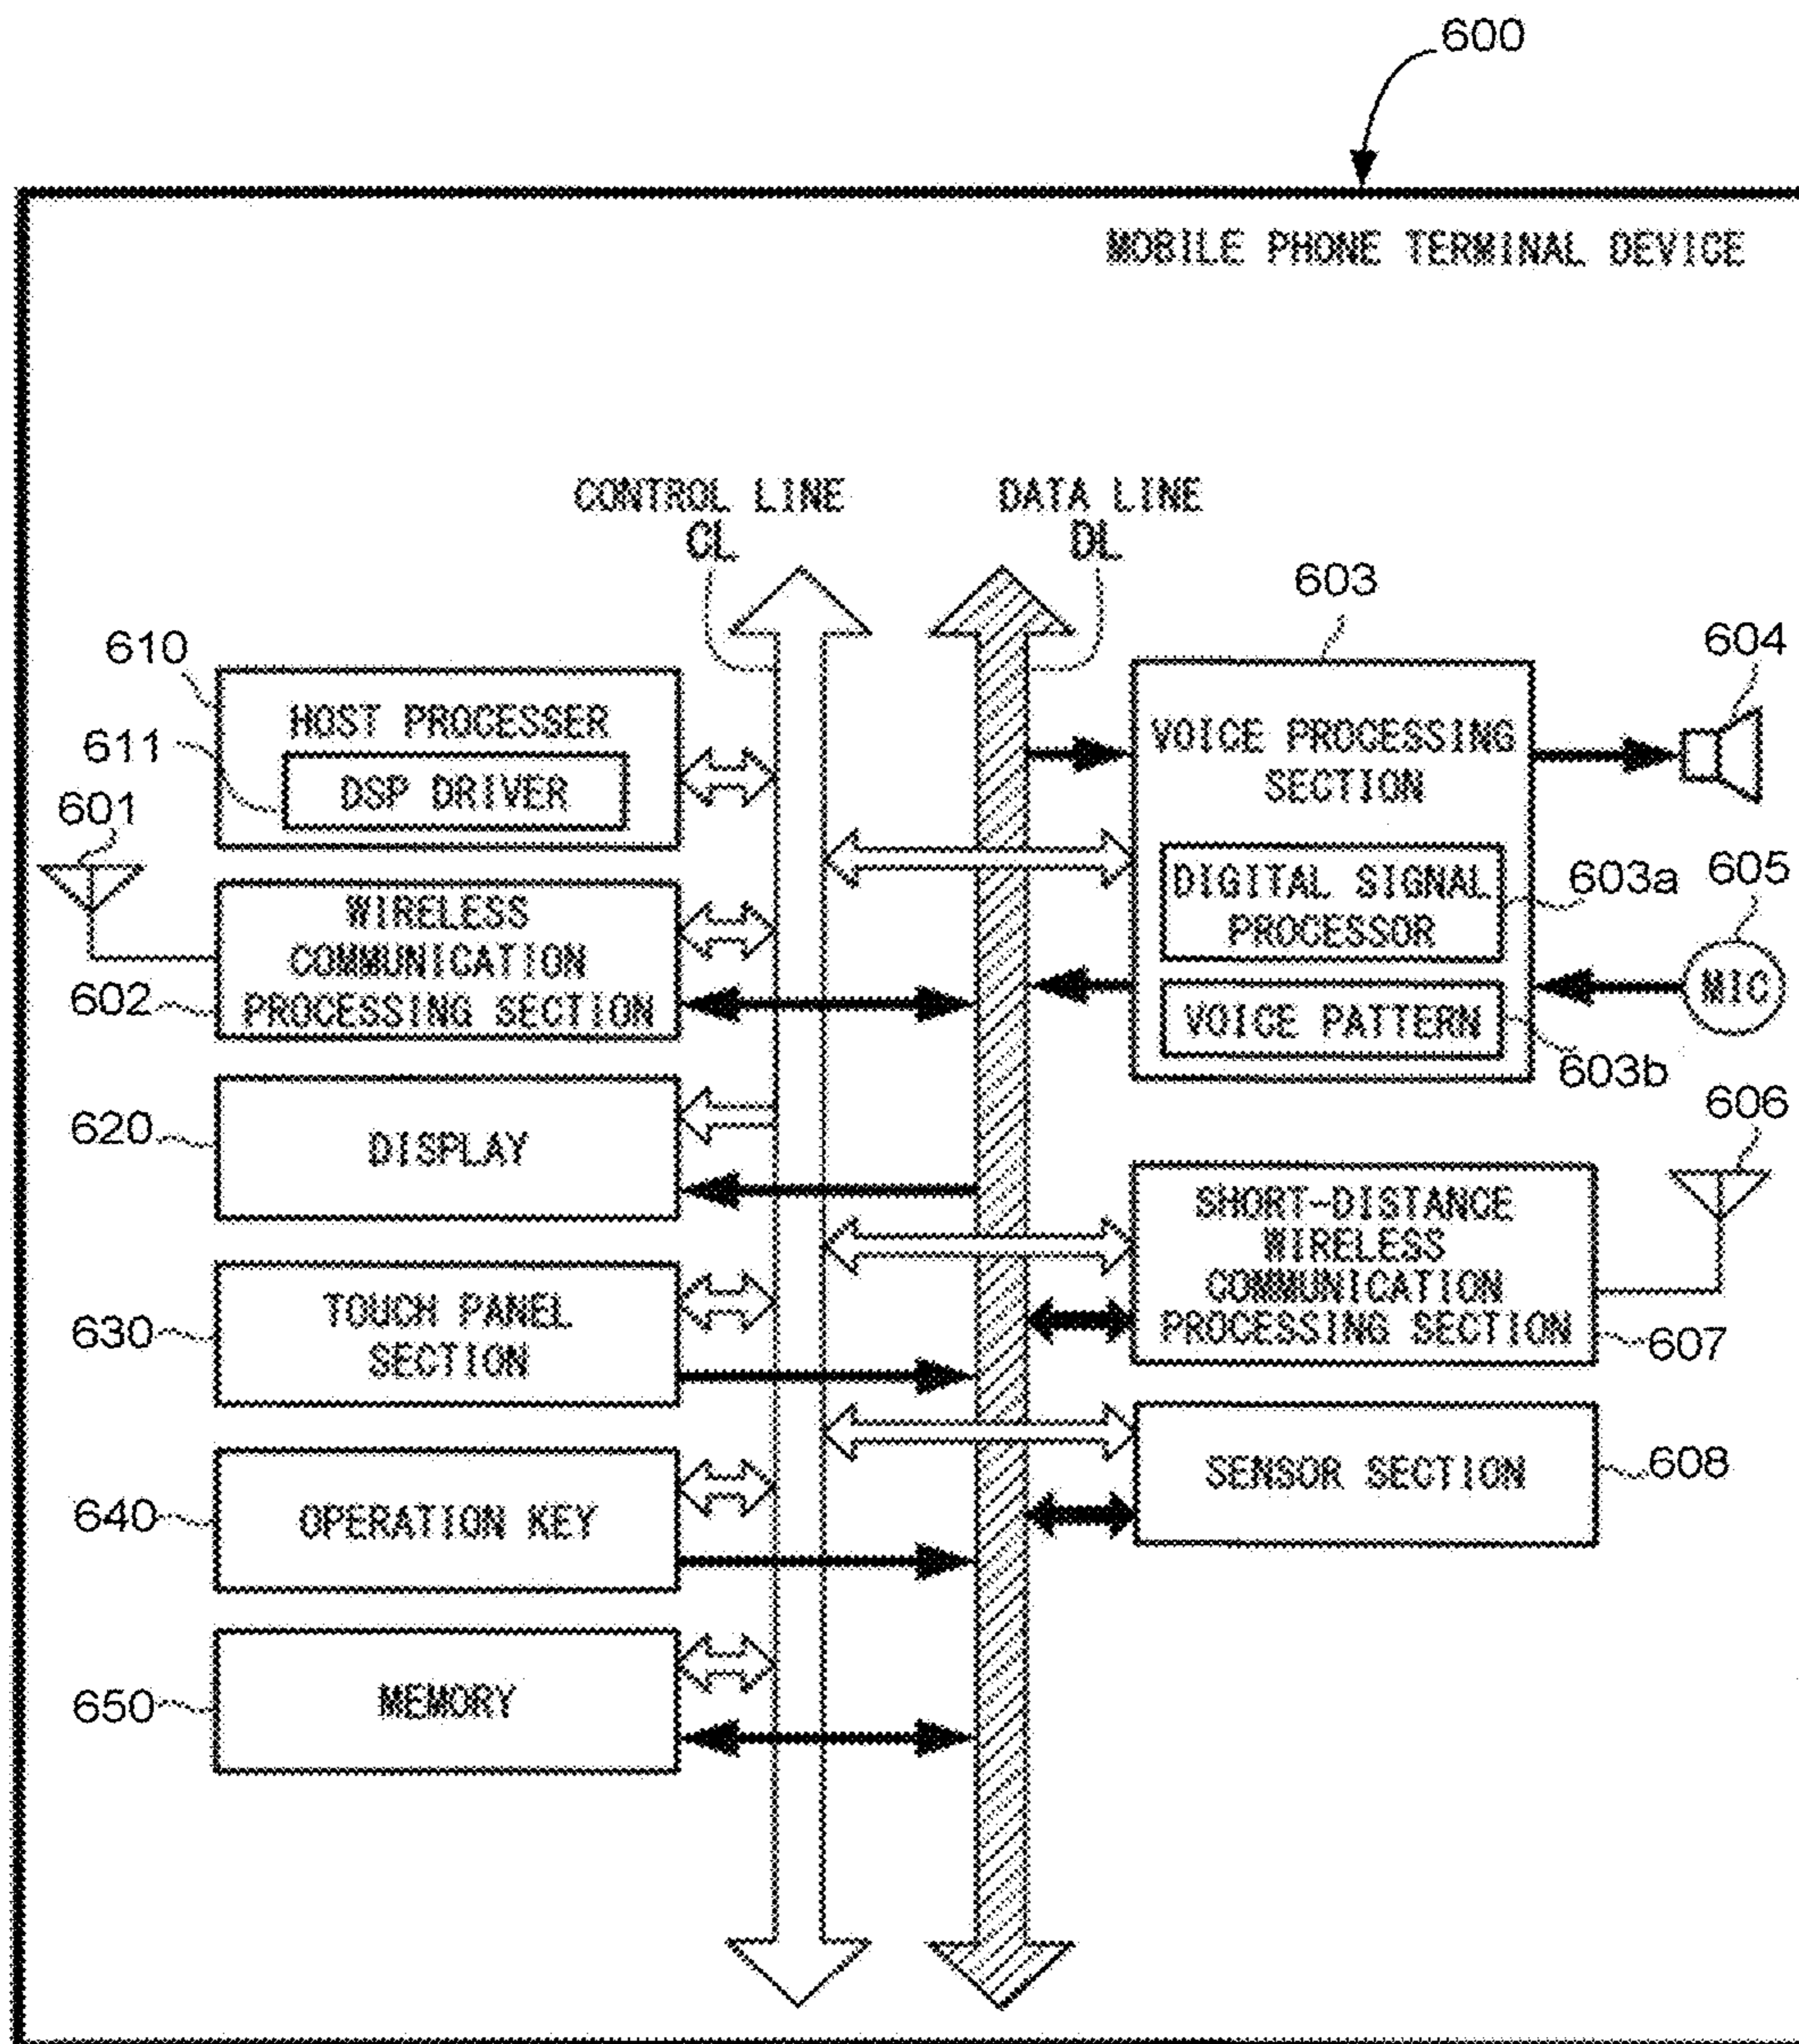 600
MOBILE PHONE TERMINAL DEVICE
CONTROL LINE
CL
DATA LINE
DL
610
HOST PROCESSER
611
DSP DRIVER
601
WIRELESS
COMMUNICATION
PROCESSING SECTION
602
620
DISPLAY
630
TOUCH PANEL
SECTION
640
OPERATION KEY
650
MEMORY
603
VOICE PROCESSING
SECTION
604
DIGITAL SIGNAL
PROCESSOR
603a
605
MIC
VOICE PATTERN
603b
606
SHORT-DISTANCE
WIRELESS
COMMUNICATION
PROCESSING SECTION
607
SENSOR SECTION
608